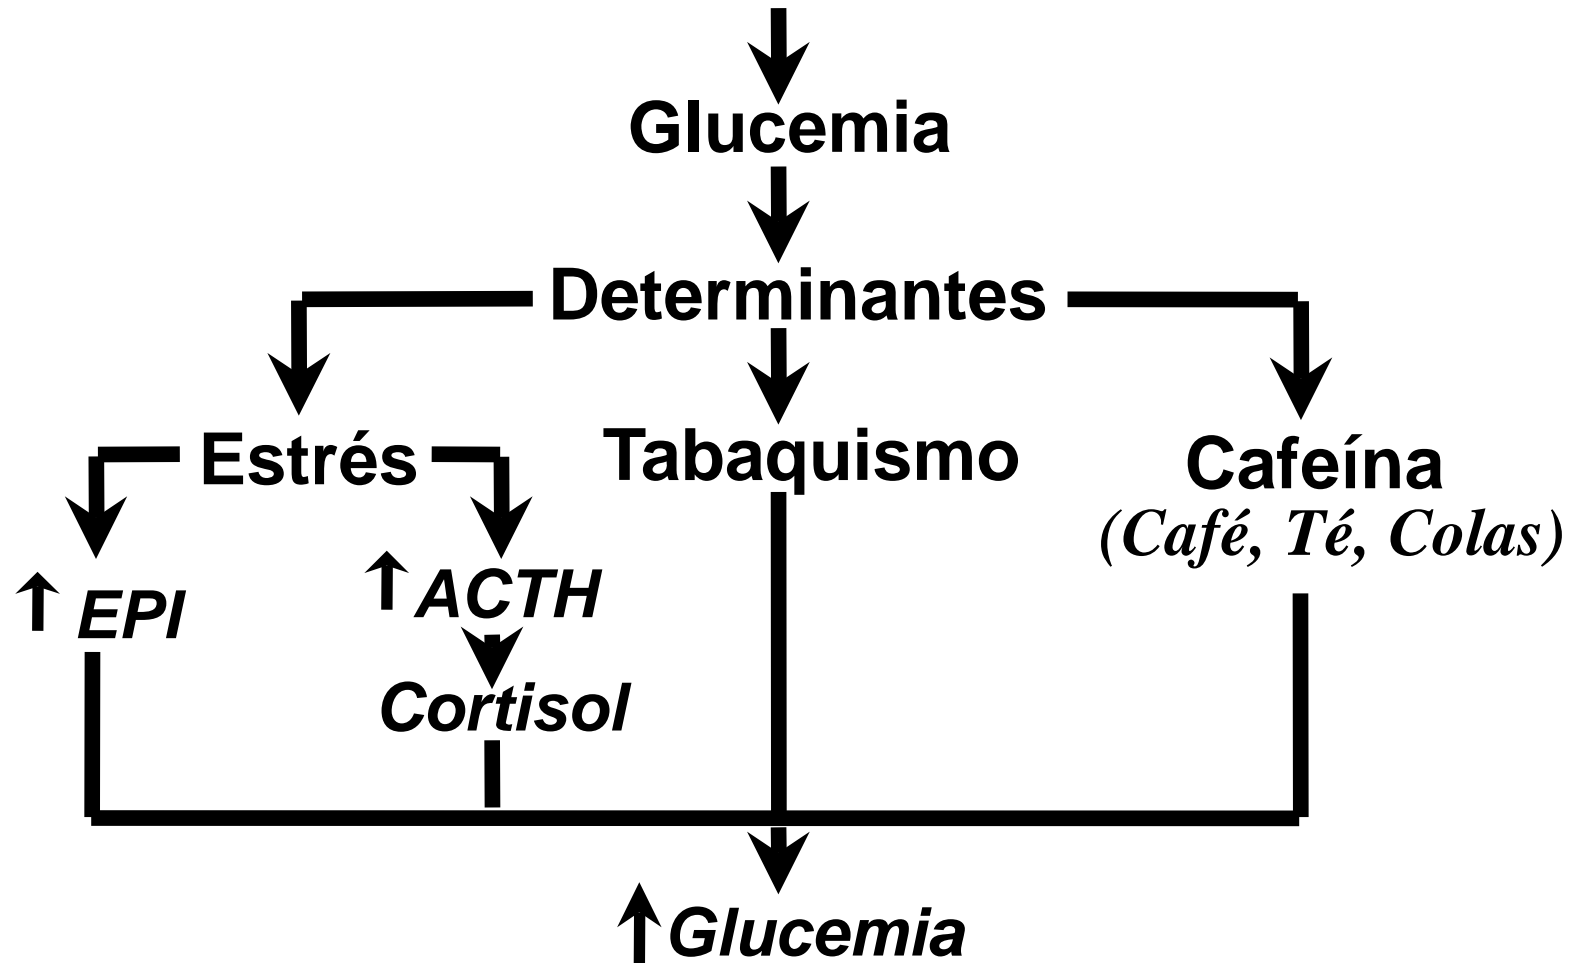 Glucemia
Determinantes
Estrés
Tabaquismo
Cafeína
(Café, Té, Colas)
↑ EPI
↑ ACTH
Cortisol
↑ Glucemia